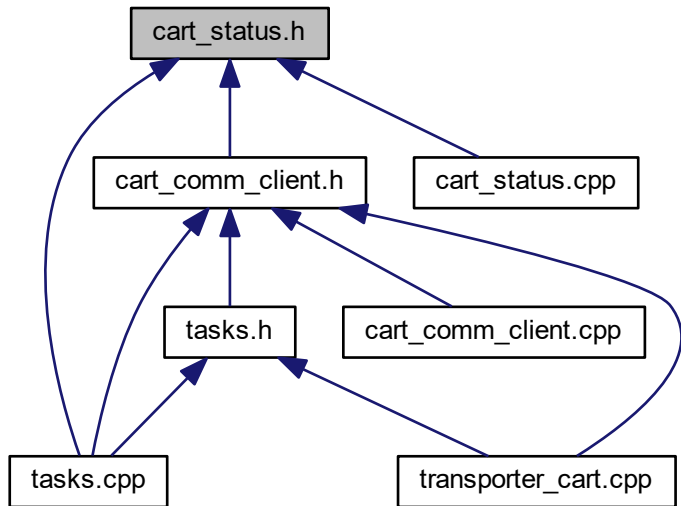 cart_status.h
cart_comm_client.h
cart_status.cpp
tasks.h
cart_comm_client.cpp
tasks.cpp
transporter_cart.cpp